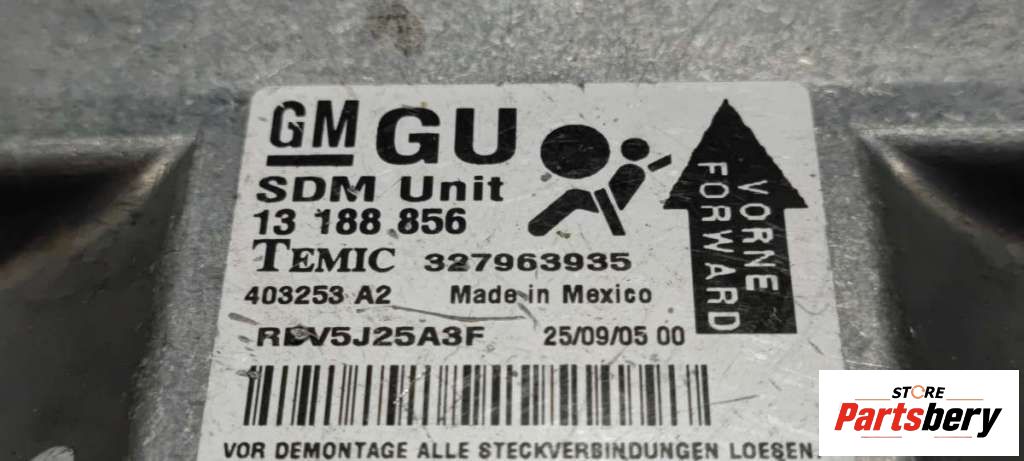 GM GU
SDM Unit
13 188 856
TEMIC 327963935
403253 A2 Made in Mexico
25/09/05 00
VOR DEMONTAGE ALLE STECKVERBINDUNGEN LOESEN!
VORNE
FORWARD
STORE
Partsbery